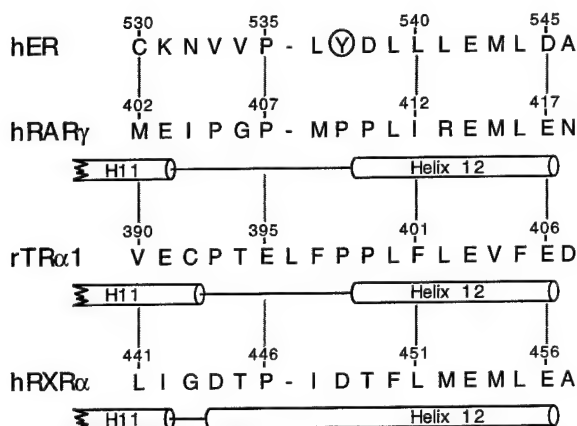 530 535 540 545
hER C K N V V P - L Y D L L L E M L D A
402 407 412 417
hRARγ M E I P G P - M P P L I R E M L E N
H11 Helix 12
390 395 401 406
rTRα1 V E C P T E L F P P L F L E V F E D
H11 Helix 12
441 446 451 456
hRXRα L I G D T P - I D T F L M E M L E A
H11 Helix 12